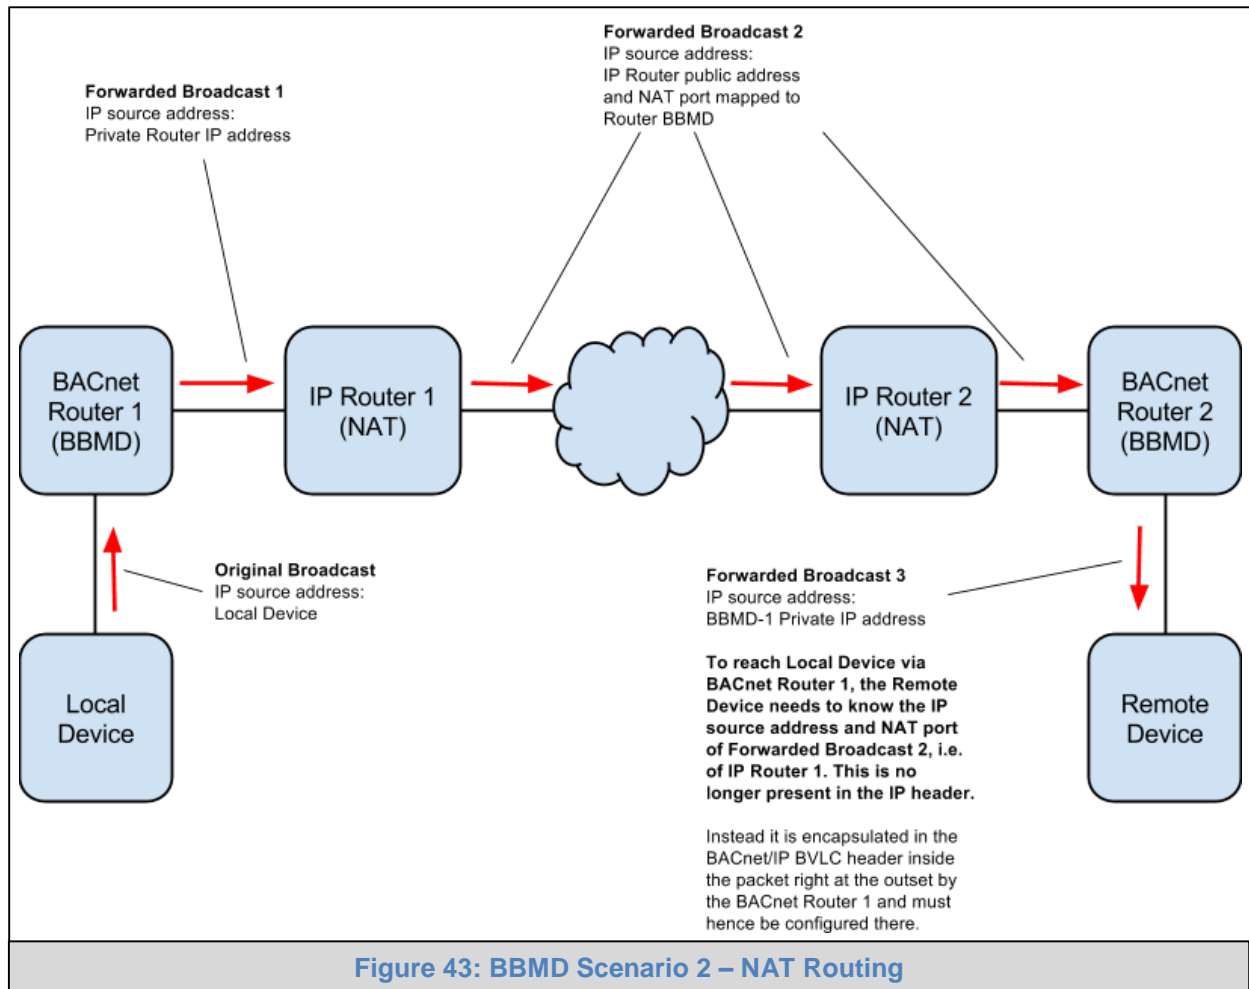 Forwarded Broadcast 2
IP source address:
IP Router public address
and NAT port mapped to
Router BBMD
Forwarded Broadcast 1
IP source address:
Private Router IP address
BACnet
Router 1
(BBMD)
IP Router 1
(NAT)
IP Router 2
(NAT)
BACnet
Router 2
(BBMD)
Original Broadcast
IP source address:
Local Device
Forwarded Broadcast 3
IP source address:
BBMD-1 Private IP address
Local
Device
To reach Local Device via
BACnet Router 1, the Remote
Device needs to know the IP
source address and NAT port
of Forwarded Broadcast 2, i.e.
of IP Router 1. This is no
longer present in the IP header.
Remote
Device
Instead it is encapsulated in the
BACnet/IP BVLC header inside
the packet right at the outset by
the BACnet Router 1 and must
hence be configured there.
Figure 43: BBMD Scenario 2 – NAT Routing